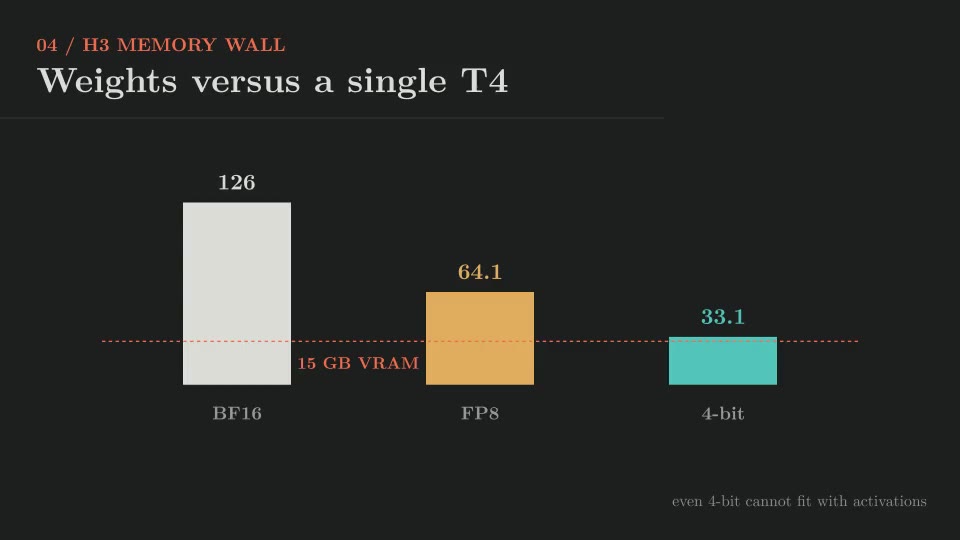 04 / H3 MEMORY WALL
Weights versus a single T4
126
64.1
33.1
15 GB VRAM
BF16
FP8
4-bit
even 4-bit cannot fit with activations